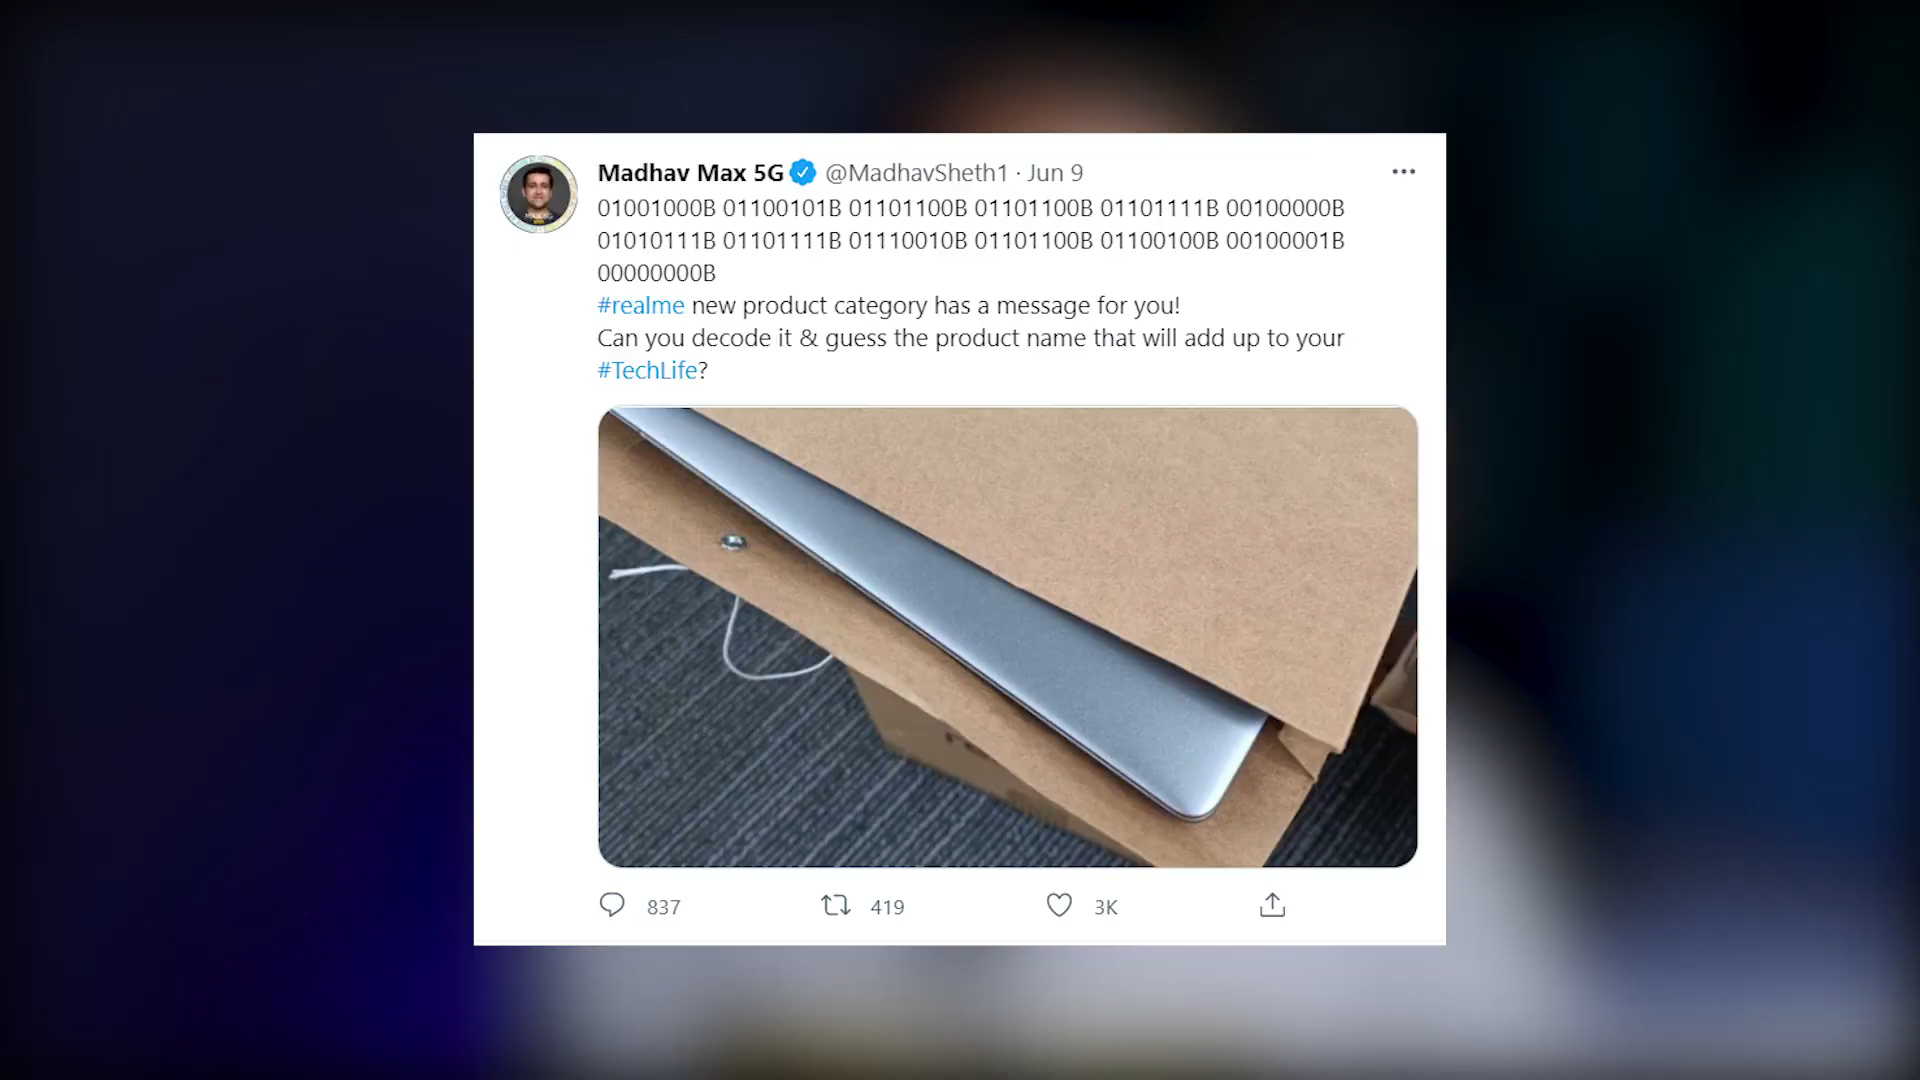 Madhav Max 5G @MadhavSheth1 · Jun 9
01001000B 01100101B 01101100B 01101100B 01101111B 00100000B
01010111B 01101111B 01110010B 01101100B 01100100B 00100001B
00000000B
#realme new product category has a message for you!
Can you decode it & guess the product name that will add up to your
#TechLife?
837 419 3K